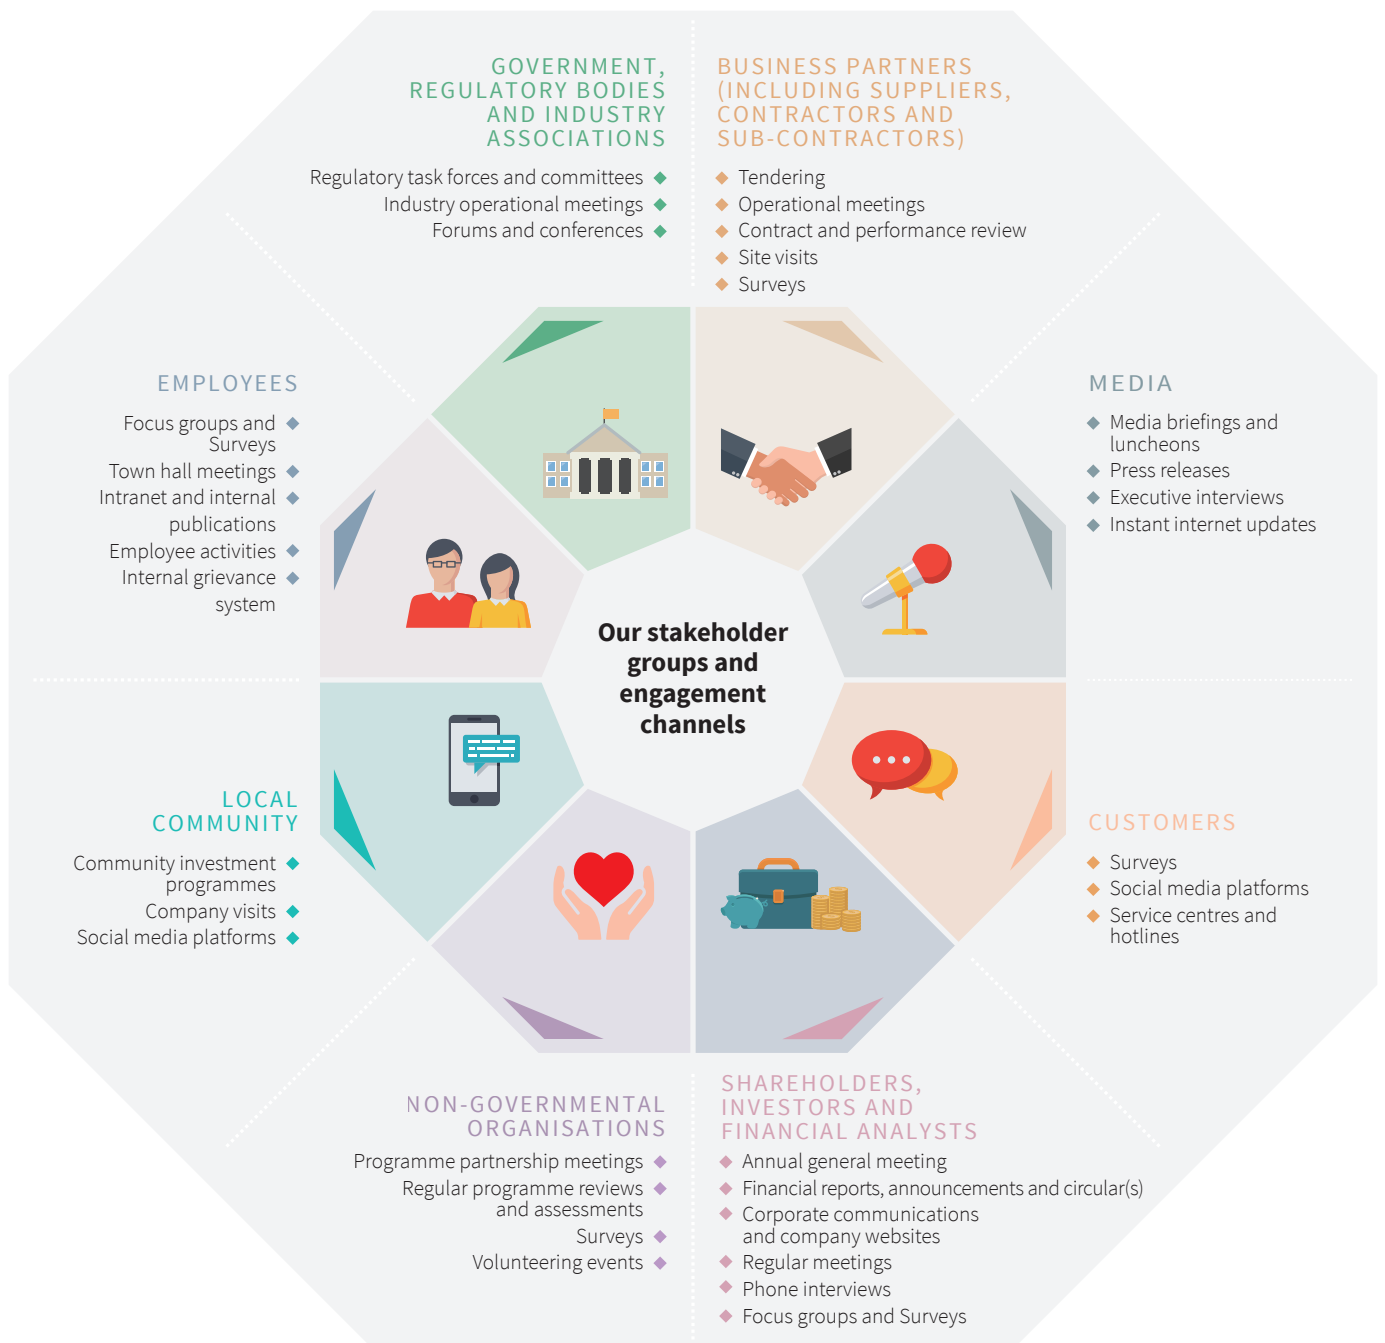 GOVERNMENT,
REGULATORY BODIES
AND INDUSTRY
ASSOCIATIONS
Regulatory task forces and committees
Industry operational meetings
Forums and conferences
BUSINESS PARTNERS
(INCLUDING SUPPLIERS,
CONTRACTORS AND
SUB-CONTRACTORS)
Tendering
Operational meetings
Contract and performance review
Site visits
Surveys
EMPLOYEES
Focus groups and
Surveys
Town hall meetings
Intranet and internal
publications
Employee activities
Internal grievance
system
MEDIA
Media briefings and
luncheons
Press releases
Executive interviews
Instant internet updates
Our stakeholder
groups and
engagement
channels
LOCAL
COMMUNITY
Community investment
programmes
Company visits
Social media platforms
CUSTOMERS
Surveys
Social media platforms
Service centres and
hotlines
NON-GOVERNMENTAL
ORGANISATIONS
Programme partnership meetings
Regular programme reviews
and assessments
Surveys
Volunteering events
SHAREHOLDERS,
INVESTORS AND
FINANCIAL ANALYSTS
Annual general meeting
Financial reports, announcements and circular(s)
Corporate communications
and company websites
Regular meetings
Phone interviews
Focus groups and Surveys